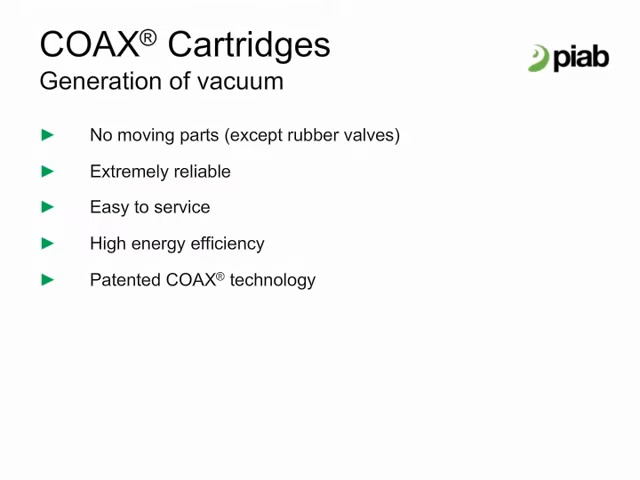 COAX® Cartridges
Generation of vacuum
piab
► No moving parts (except rubber valves)
► Extremely reliable
► Easy to service
► High energy efficiency
► Patented COAX® technology